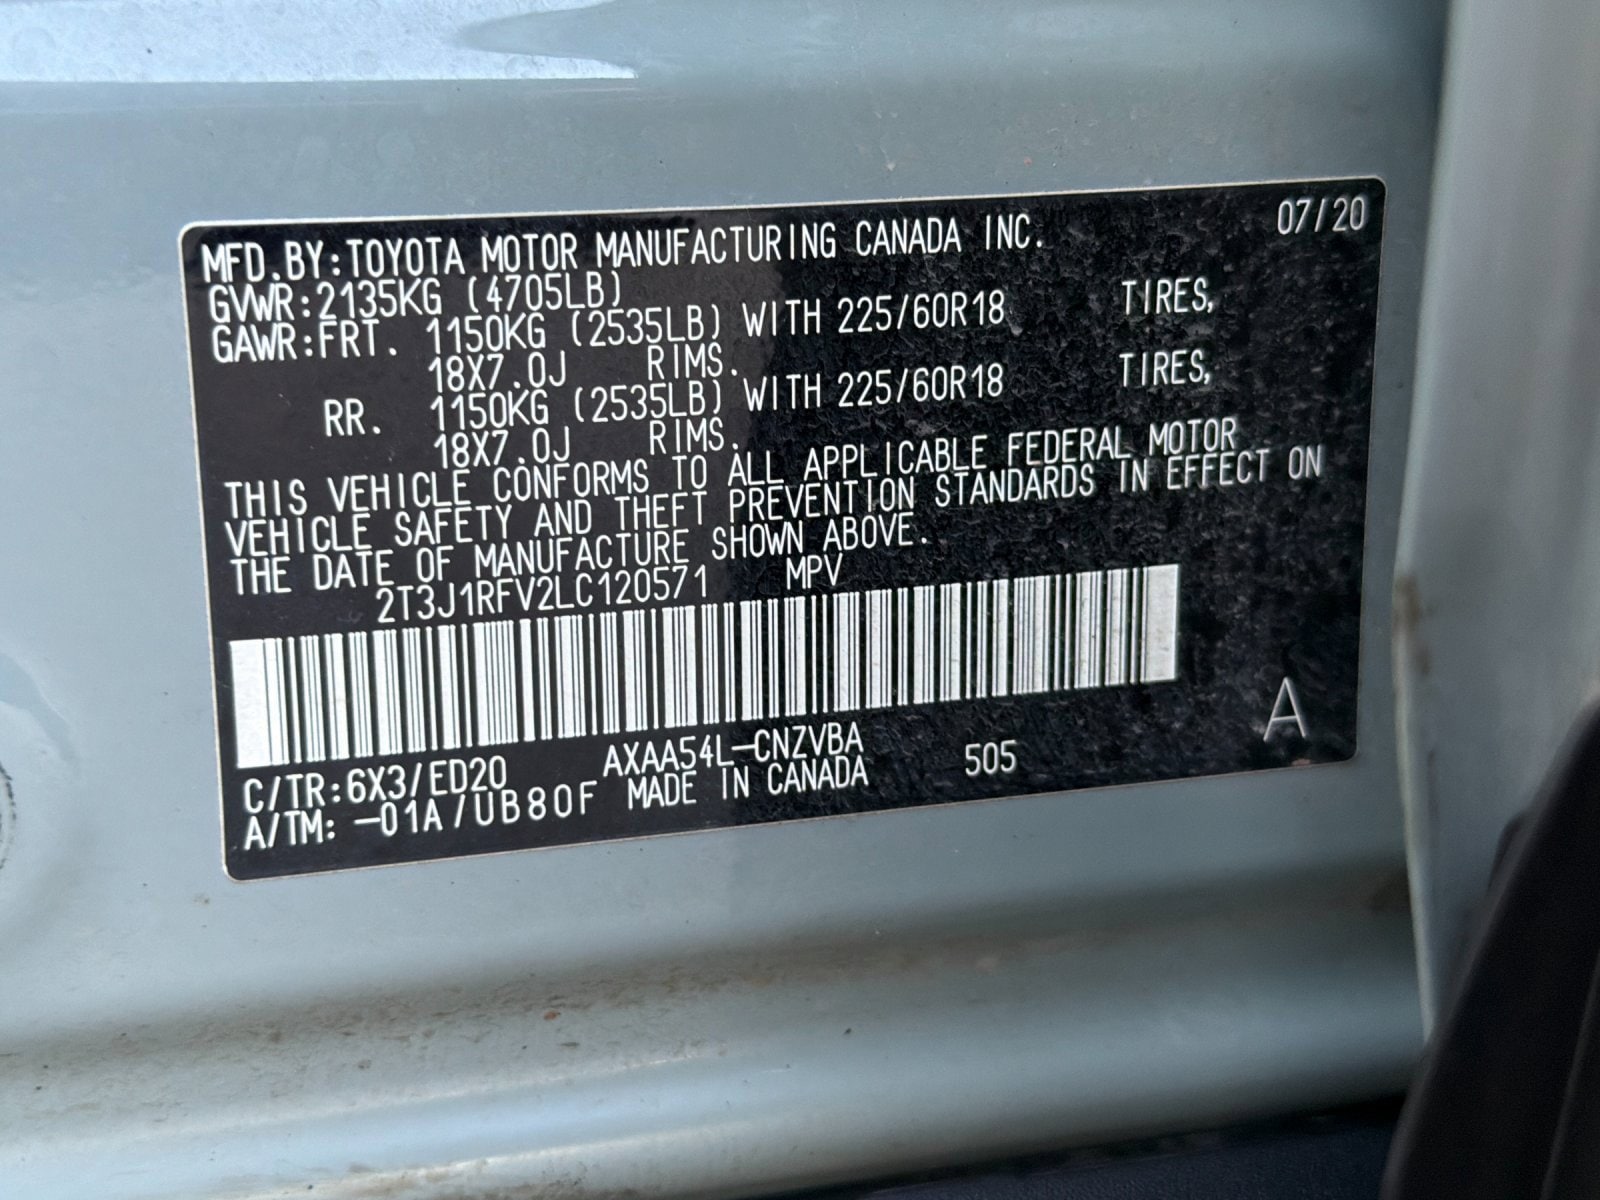 07/20
MFD.BY:TOYOTA MOTOR MANUFACTURING CANADA INC.
GVWR:2135KG (4705LB)
GAWR:FRT. 1150KG (2535LB) WITH 225/60R18 TIRES,
18X7.0J RIMS.
RR. 1150KG (2535LB) WITH 225/60R18 TIRES,
18X7.0J RIMS.
THIS VEHICLE CONFORMS TO ALL APPLICABLE FEDERAL MOTOR
VEHICLE SAFETY AND THEFT PREVENTION STANDARDS IN EFFECT ON
THE DATE OF MANUFACTURE SHOWN ABOVE.
2T3J1RFV2LC120571 MPV
C/TR:6X3/ED20 AXAA54L-CNZVBA 505
A/TM:-01A/UB80F MADE IN CANADA
A